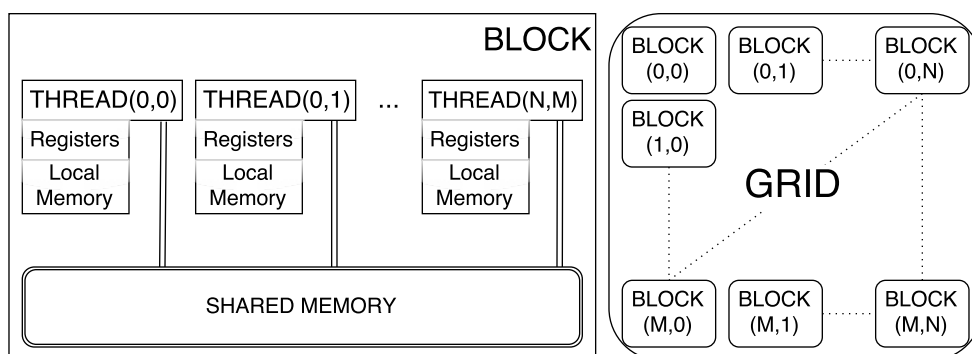 BLOCK
THREAD(0,0)
Registers
Local
Memory
THREAD(0,1)
Registers
Local
Memory
...
THREAD(N,M)
Registers
Local
Memory
SHARED MEMORY
BLOCK
(0,0)
BLOCK
(0,1)
BLOCK
(0,N)
BLOCK
(1,0)
GRID
BLOCK
(M,0)
BLOCK
(M,1)
BLOCK
(M,N)